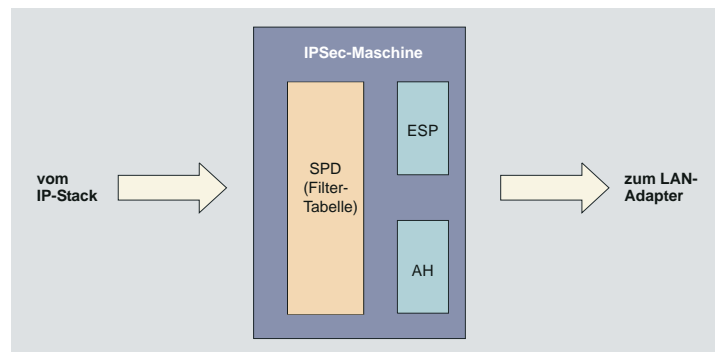 IPSec-Maschine
vom
IP-Stack
SPD
(Filter-
Tabelle)
ESP
AH
zum LAN-
Adapter